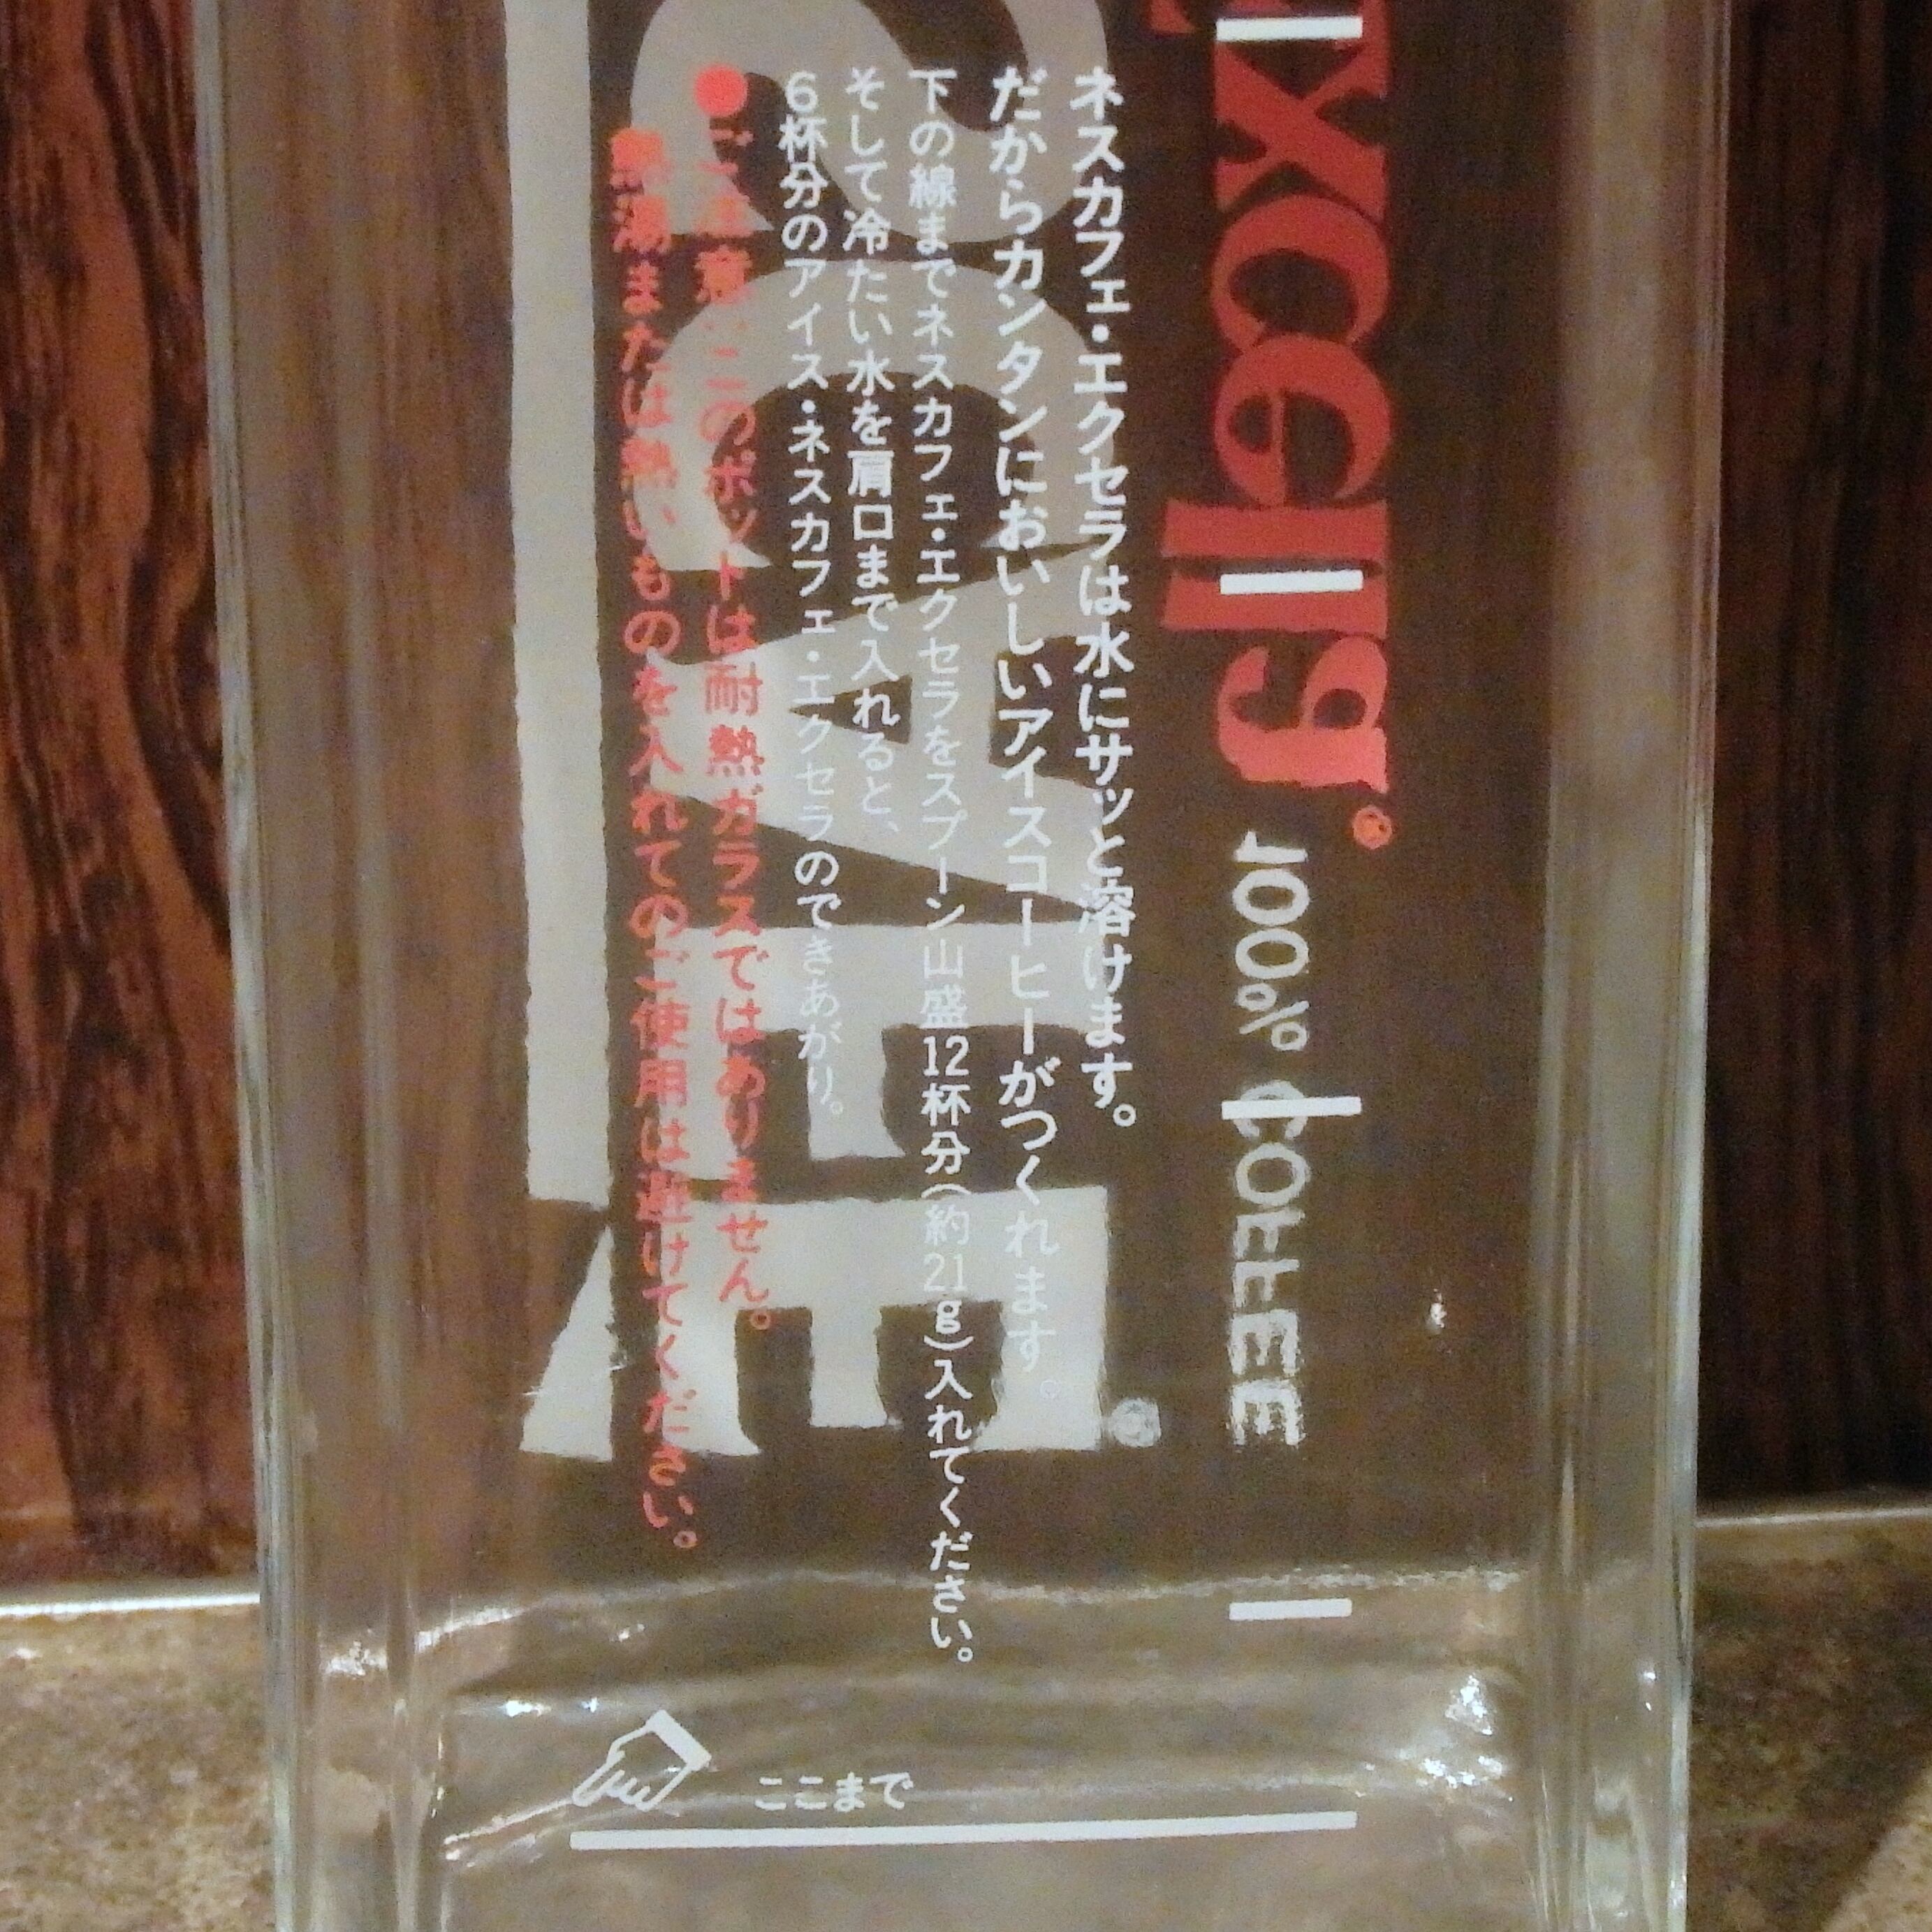 xcella®
100% COFFEE
ネスカフェ・エクセラは水にサッと溶けます。
だからカンタンにおいしいアイスコーヒーがつくれます。
下の線までネスカフェ・エクセラをスプーン山盛12杯分(約21g)入れてください。
そして冷たい水を肩口まで入れると、
6杯分のアイス・ネスカフェ・エクセラのできあがり。
●ご注意:このポットは耐熱ガラスではありません。
熱湯または熱いものを入れてのご使用は避けてください。
SCAFE®
ここまで